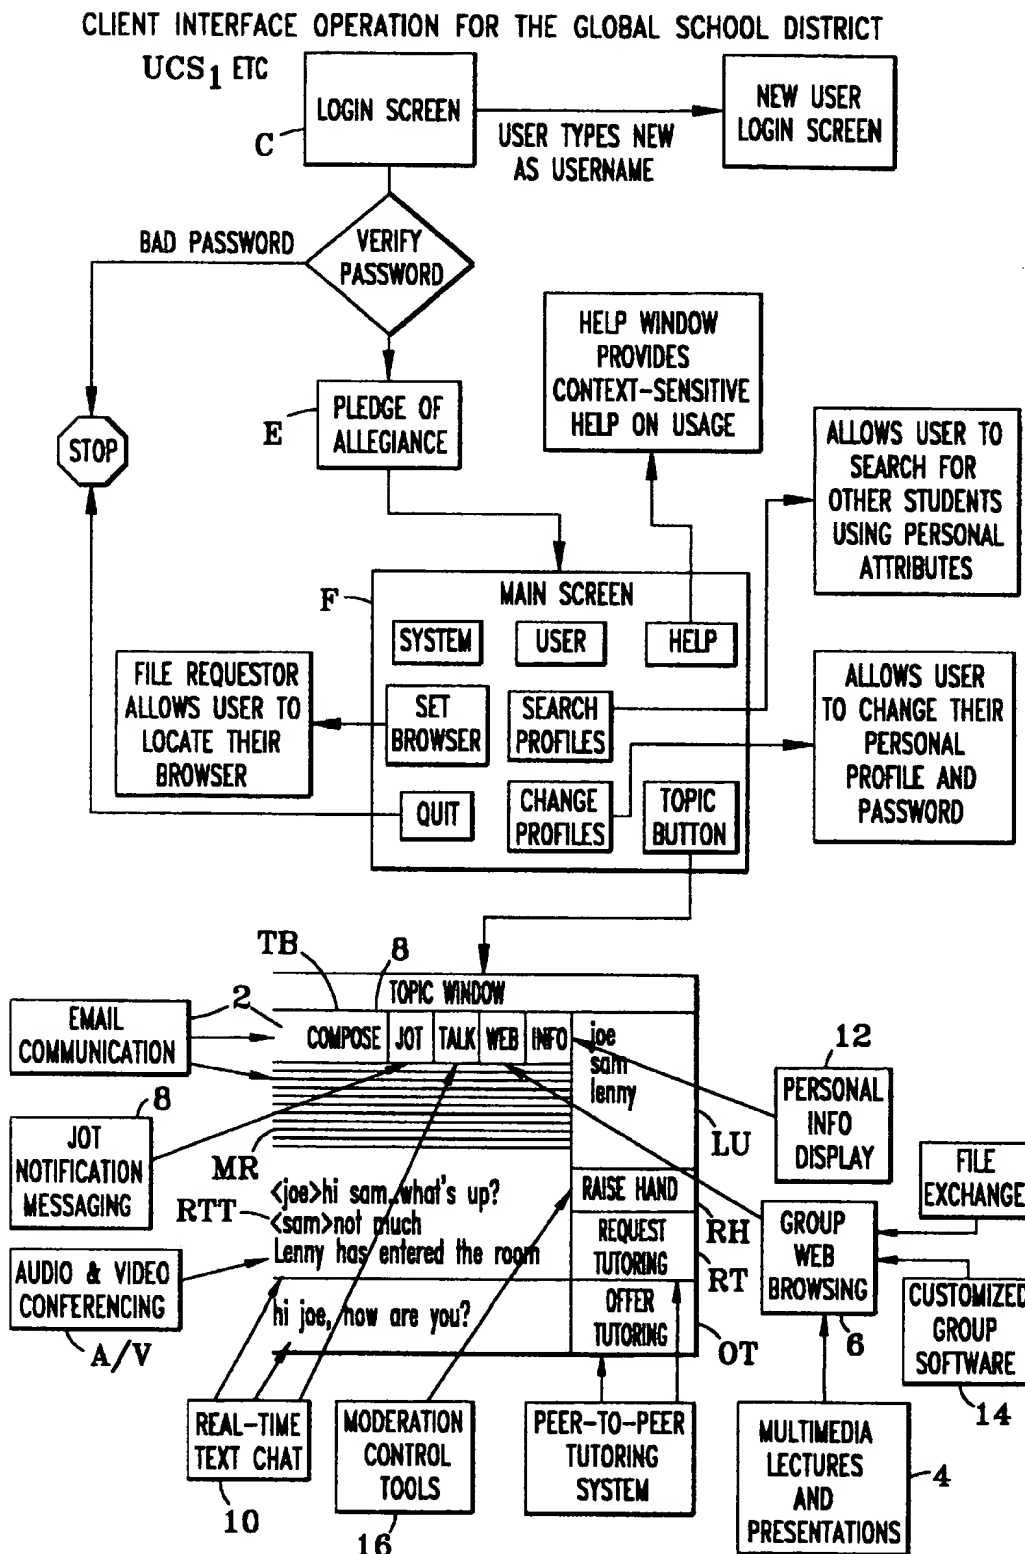 CLIENT INTERFACE OPERATION FOR THE GLOBAL SCHOOL DISTRICT
UCS1 ETC
LOGIN SCREEN
C
USER TYPES NEW
AS USERNAME
NEW USER
LOGIN SCREEN
BAD PASSWORD
VERIFY
PASSWORD
STOP
E
PLEDGE OF
ALLEGIANCE
HELP WINDOW
PROVIDES
CONTEXT-SENSITIVE
HELP ON USAGE
ALLOWS USER TO
SEARCH FOR
OTHER STUDENTS
USING PERSONAL
ATTRIBUTES
F
MAIN SCREEN
SYSTEM
USER
HELP
FILE REQUESTOR
ALLOWS USER TO
LOCATE THEIR
BROWSER
SET
BROWSER
SEARCH
PROFILES
ALLOWS USER
TO CHANGE THEIR
PERSONAL
PROFILE AND
PASSWORD
QUIT
CHANGE
PROFILES
TOPIC
BUTTON
TB
8
TOPIC WINDOW
2
EMAIL
COMMUNICATION
COMPOSE
JOT
TALK
WEB
INFO
joe
sam
lenny
12
PERSONAL
INFO
DISPLAY
8
JOT
NOTIFICATION
MESSAGING
MR
LU
FILE
EXCHANGE
RTT
<joe>hi sam, what's up?
<sam>not much
Lenny has entered the room
RAISE HAND
RH
REQUEST
TUTORING
RT
GROUP
WEB
BROWSING
6
AUDIO & VIDEO
CONFERENCING
A/V
hi joe, how are you?
OFFER
TUTORING
OT
CUSTOMIZED
GROUP
SOFTWARE
14
REAL-TIME
TEXT CHAT
10
MODERATION
CONTROL
TOOLS
16
PEER-TO-PEER
TUTORING
SYSTEM
MULTIMEDIA
LECTURES
AND
PRESENTATIONS
4